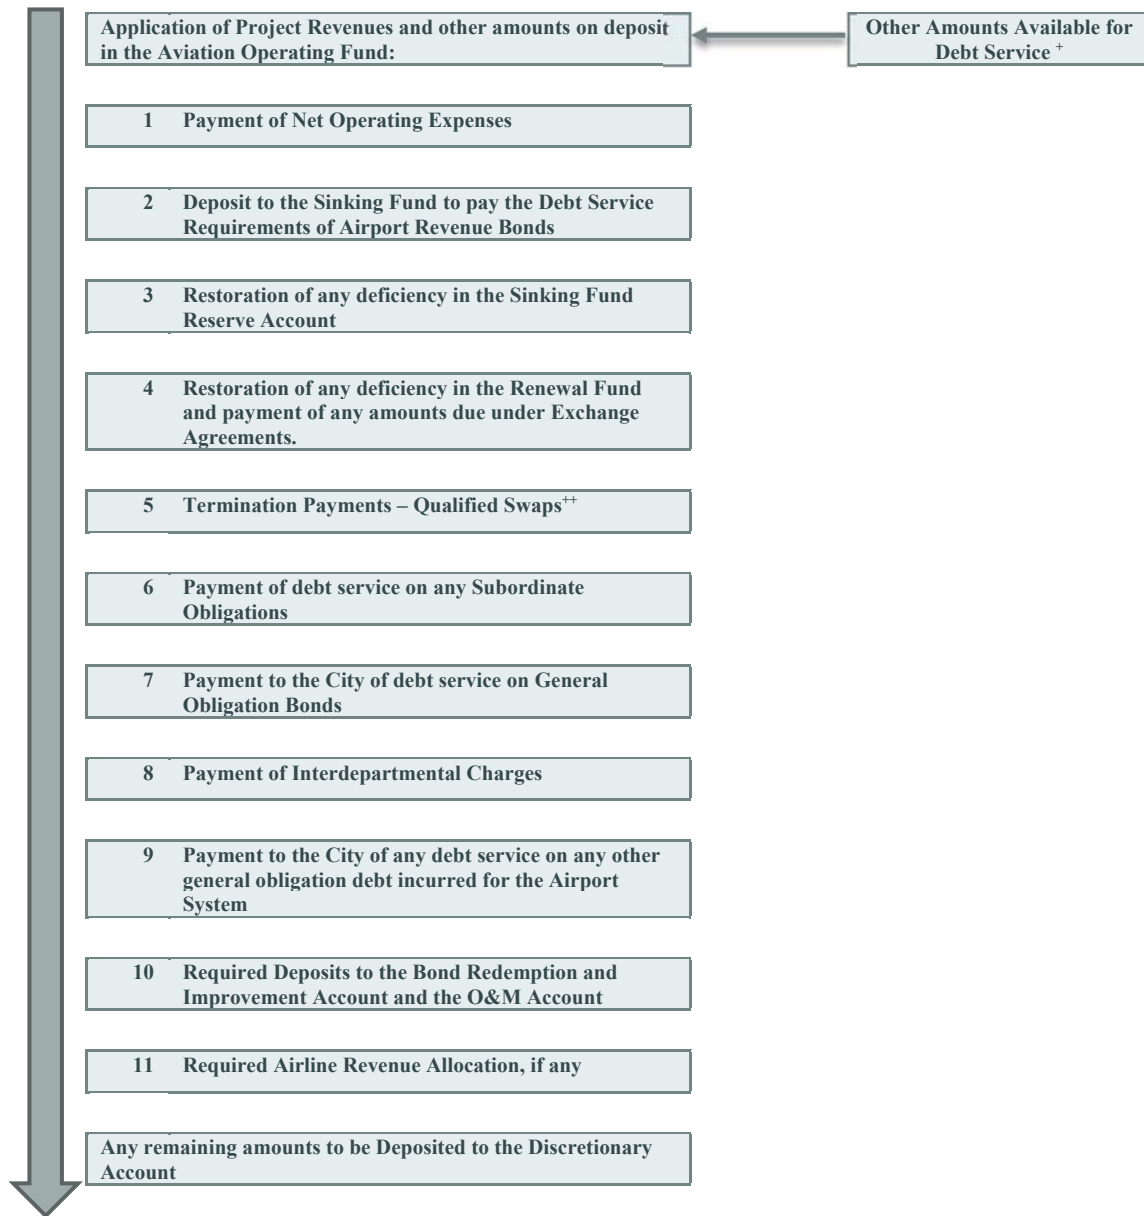 Application of Project Revenues and other amounts on deposit
in the Aviation Operating Fund:
Other Amounts Available for
Debt Service +
1 Payment of Net Operating Expenses
2 Deposit to the Sinking Fund to pay the Debt Service
Requirements of Airport Revenue Bonds
3 Restoration of any deficiency in the Sinking Fund
Reserve Account
4 Restoration of any deficiency in the Renewal Fund
and payment of any amounts due under Exchange
Agreements.
5 Termination Payments – Qualified Swaps++
6 Payment of debt service on any Subordinate
Obligations
7 Payment to the City of debt service on General
Obligation Bonds
8 Payment of Interdepartmental Charges
9 Payment to the City of any debt service on any other
general obligation debt incurred for the Airport
System
10 Required Deposits to the Bond Redemption and
Improvement Account and the O&M Account
11 Required Airline Revenue Allocation, if any
Any remaining amounts to be Deposited to the Discretionary
Account